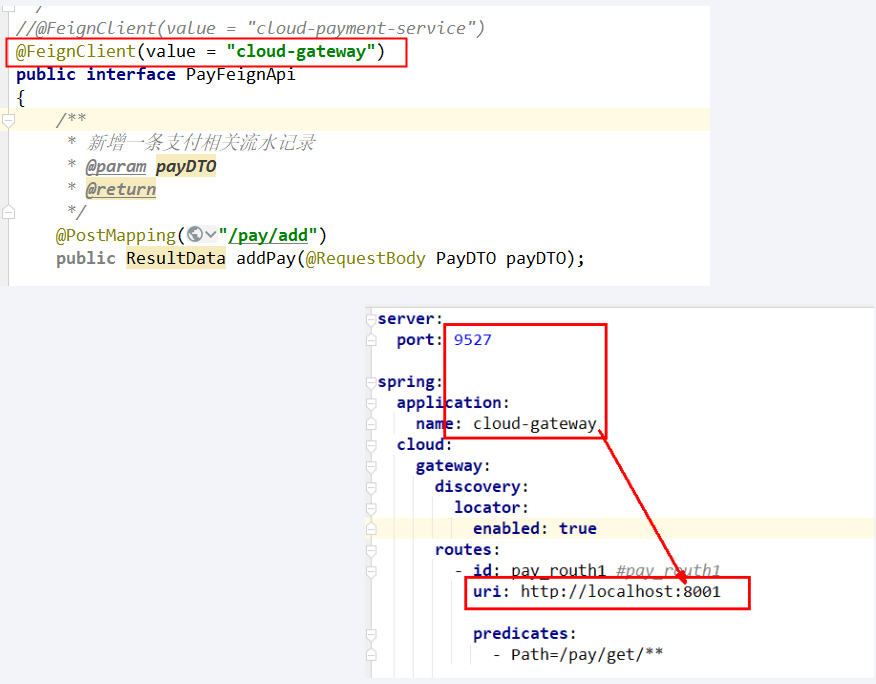 //@FeignClient(value = "cloud-payment-service")
@FeignClient(value = "cloud-gateway")
public interface PayFeignApi
{
/**
* 新增一条支付相关流水记录
* @param payDTO
* @return
*/
@PostMapping("/pay/add")
public ResultData addPay(@RequestBody PayDTO payDTO);
server:
port: 9527
spring:
application:
name: cloud-gateway
cloud:
gateway:
discovery:
locator:
enabled: true
routes:
- id: pay_routh1 #pay_routh1
uri: http://localhost:8001
predicates:
- Path=/pay/get/**